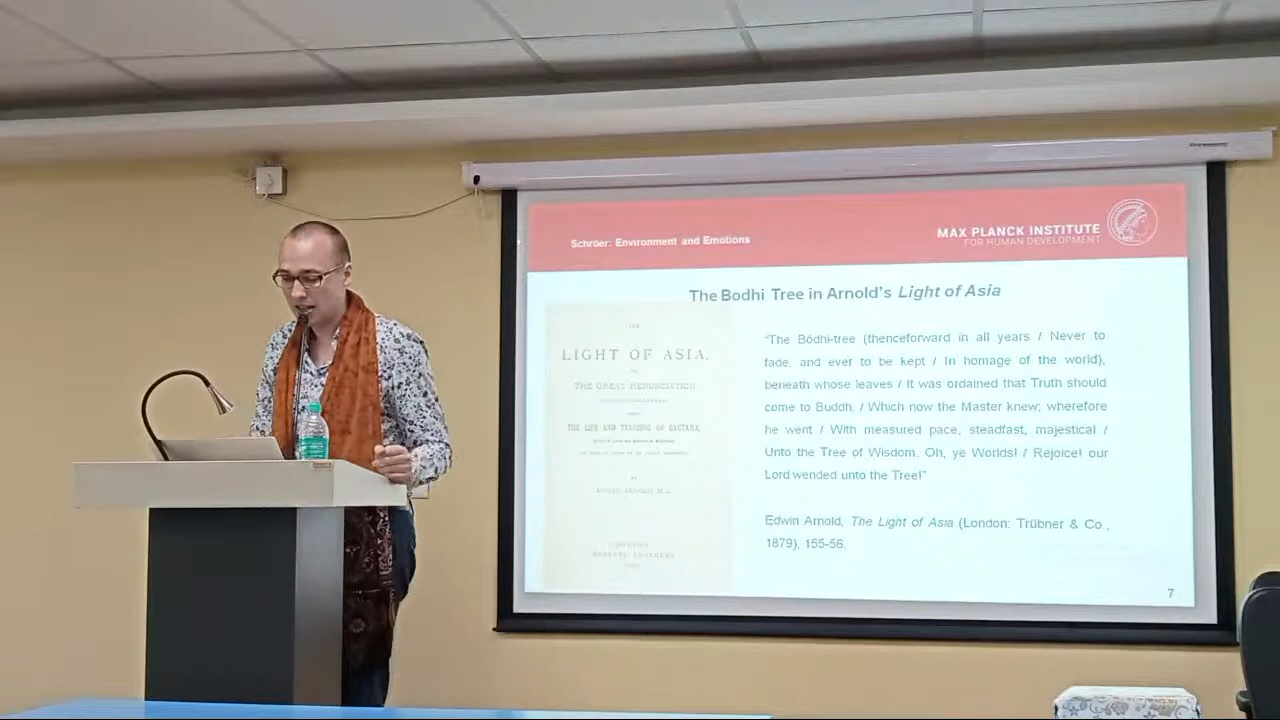 Schröer: Environment and Emotions
MAX PLANCK INSTITUTE
FOR HUMAN DEVELOPMENT
The Bodhi Tree in Arnold's Light of Asia
THE
LIGHT OF ASIA,
THE GREAT RENUNCIATION
THE LIFE AND TEACHING OF GAUTAMA,
BY
EDWIN ARNOLD, M.A.
"The Bôdhi-tree (thenceforward in all years / Never to
fade, and ever to be kept / In homage of the world),
beneath whose leaves / It was ordained that Truth should
come to Buddh. / Which now the Master knew; wherefore
he went / With measured pace, steadfast, majestical /
Unto the Tree of Wisdom. Oh, ye Worlds! / Rejoice! our
Lord wended unto the Tree!"
Edwin Arnold, The Light of Asia (London: Trübner & Co.,
1879), 155-56.
7